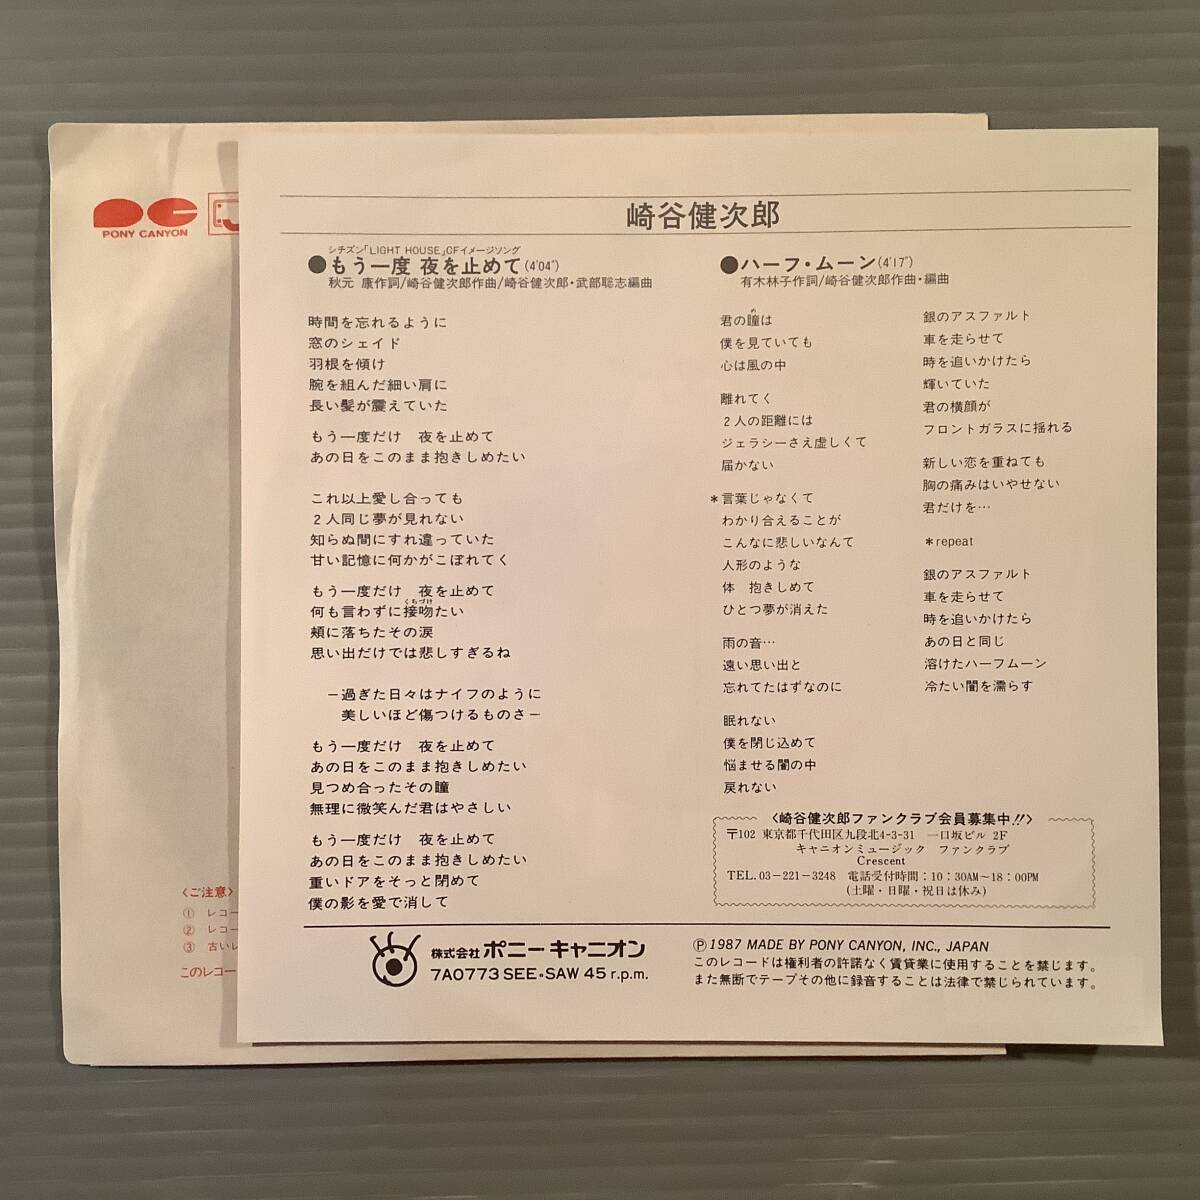 PONY CANYON
崎谷健次郎
シチズン「LIGHT HOUSE」CFイメージソング
●もう一度 夜を止めて(4'04")
秋元 康作詞/崎谷健次郎作曲/崎谷健次郎・武部聡志編曲
時間を忘れるように
窓のシェイド
羽根を傾け
腕を組んだ細い肩に
長い髪が震えていた
もう一度だけ 夜を止めて
あの日をこのまま抱きしめたい
これ以上愛し合っても
2人同じ夢が見れない
知らぬ間にすれ違っていた
甘い記憶に何かがこぼれてく
もう一度だけ 夜を止めて
何も言わずに接吻たい
くちづけ
頬に落ちたその涙
思い出だけでは悲しすぎるね
−過ぎた日々はナイフのように
美しいほど傷つけるものさ−
もう一度だけ 夜を止めて
あの日をこのまま抱きしめたい
見つめ合ったその瞳
無理に微笑んだ君はやさしい
もう一度だけ 夜を止めて
あの日をこのまま抱きしめたい
重いドアをそっと閉めて
僕の影を愛で消して
●ハーフ・ムーン(4'17")
有木林子作詞/崎谷健次郎作曲・編曲
君の瞳は
め
僕を見ていても
心は風の中
離れてく
2人の距離には
ジェラシーさえ虚しくて
届かない
*言葉じゃなくて
わかり合えることが
こんなに悲しいなんて
人形のような
体 抱きしめて
ひとつ夢が消えた
雨の音…
遠い思い出と
忘れてたはずなのに
眠れない
僕を閉じ込めて
悩ませる闇の中
戻れない
銀のアスファルト
車を走らせて
時を追いかけたら
輝いていた
君の横顔が
フロントガラスに揺れる
新しい恋を重ねても
胸の痛みはいやせない
君だけを…
*repeat
銀のアスファルト
車を走らせて
時を追いかけたら
あの日と同じ
溶けたハーフムーン
冷たい闇を濡らす
〈崎谷健次郎ファンクラブ会員募集中!!〉
〒102 東京都千代田区九段北4-3-31 一口坂ビル 2F
キャニオンミュージック ファンクラブ
Crescent
TEL.03-221-3248 電話受付時間:10:30AM〜18:00PM
(土曜・日曜・祝日は休み)
株式会社ポニーキャニオン
7A0773 SEE・SAW 45 r.p.m.
Ⓟ1987 MADE BY PONY CANYON, INC., JAPAN
このレコードは権利者の許諾なく賃貸業に使用することを禁じます。
また無断でテープその他に録音することは法律で禁じられています。
〈ご注意〉
① レコー
② レコー
③ 古いレ
このレコー